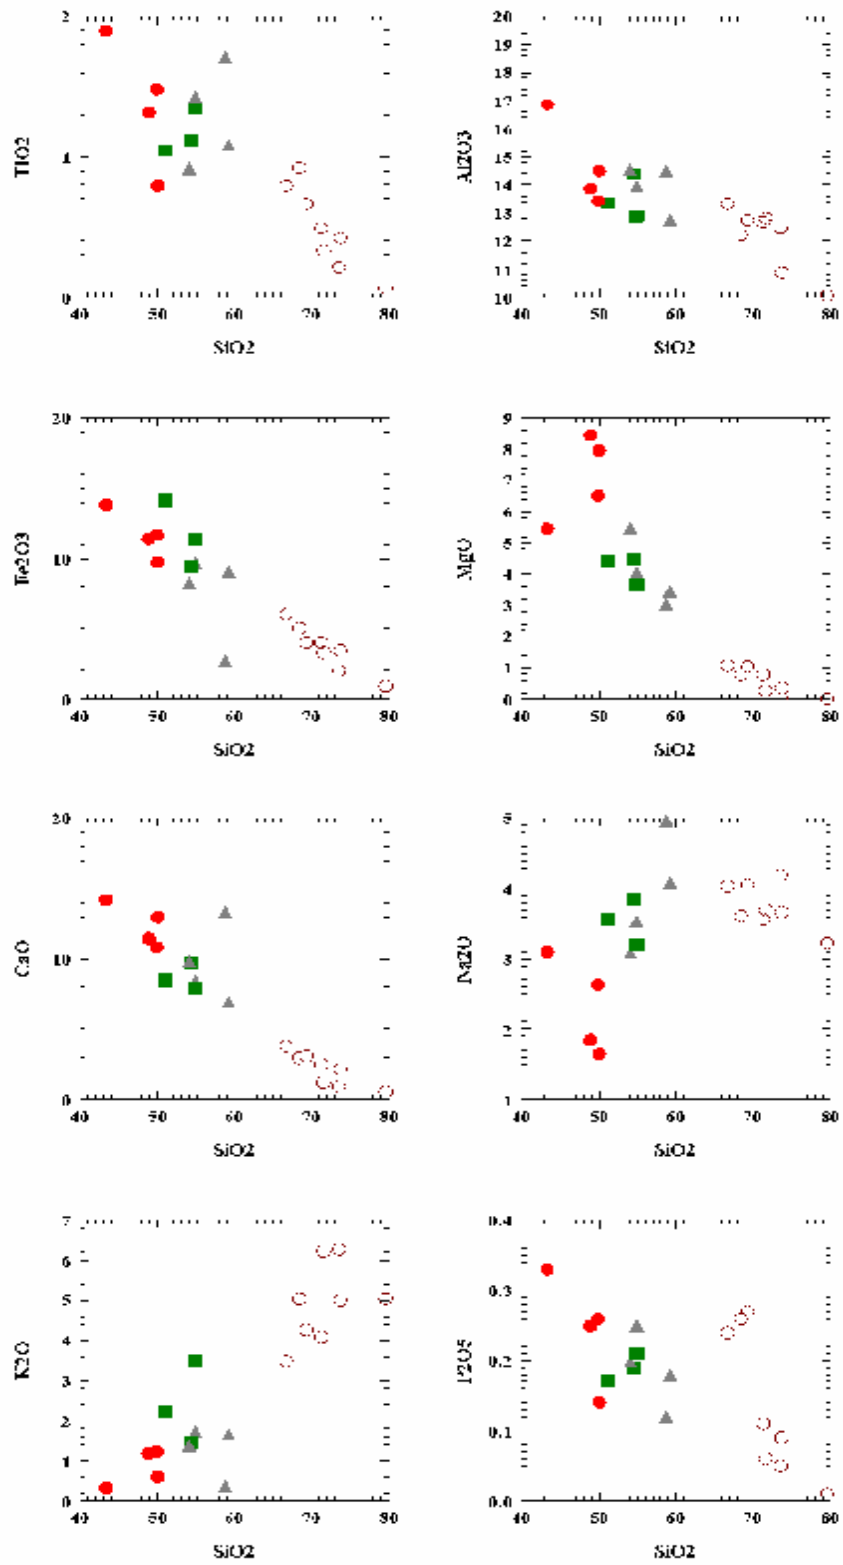 2 20
19
18
TiO2 17 Al2O3
16
1 15
14
13
12
11
0 10
40 50 60 70 80 40 50 60 70 80
SiO2 SiO2
20 9
8
7
Fe2O3 6 MgO
5
10 4
3
2
1
0 0
40 50 60 70 80 40 50 60 70 80
SiO2 SiO2
20 5
CaO 4 Na2O
10 3
2
0 1
40 50 60 70 80 40 50 60 70 80
SiO2 SiO2
7 0.4
6
K2O 5 0.3 P2O5
4
3 0.2
2
1 0.1
0 0.0
40 50 60 70 80 40 50 60 70 80
SiO2 SiO2